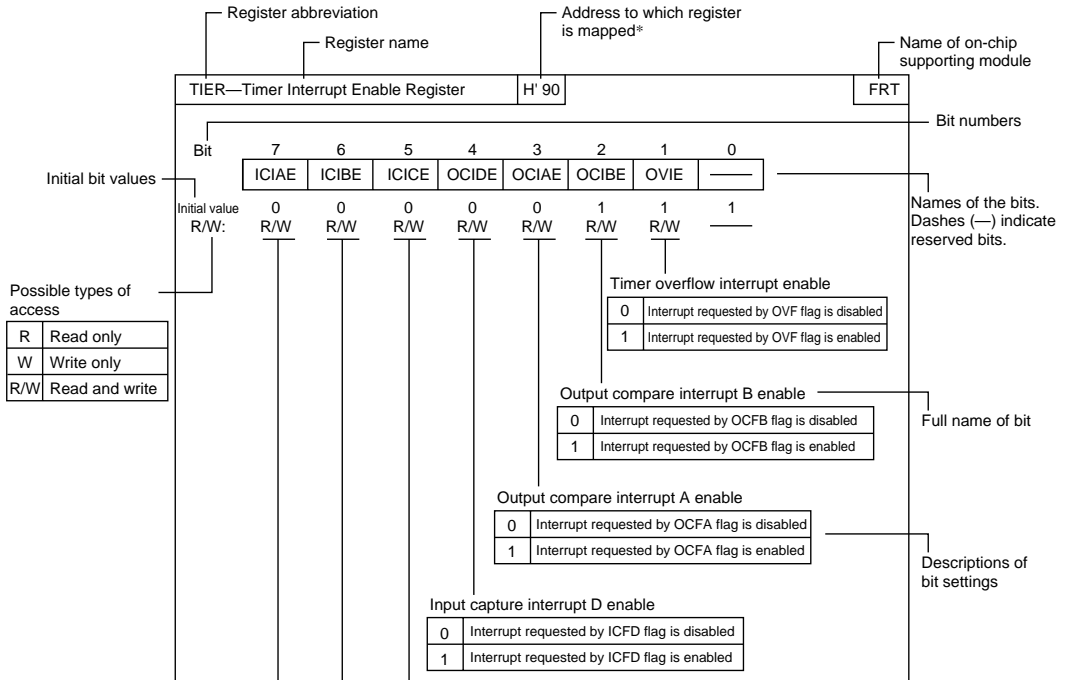 Register abbreviation
Register name
Address to which register
is mapped*
Name of on-chip
supporting module
TIER—Timer Interrupt Enable Register H' 90 FRT
Bit numbers
Bit 7 6 5 4 3 2 1 0
ICIAE ICIBE ICICE OCIDE OCIAE OCIBE OVIE —
Initial bit values
Names of the bits.
Dashes (—) indicate
reserved bits.
Initial value 0 0 0 0 0 1 1 1
R/W: R/W R/W R/W R/W R/W R/W R/W —
Possible types of
access
R Read only
W Write only
R/W Read and write
Timer overflow interrupt enable
0 Interrupt requested by OVF flag is disabled
1 Interrupt requested by OVF flag is enabled
Output compare interrupt B enable
0 Interrupt requested by OCFB flag is disabled
1 Interrupt requested by OCFB flag is enabled
Full name of bit
Output compare interrupt A enable
0 Interrupt requested by OCFA flag is disabled
1 Interrupt requested by OCFA flag is enabled
Descriptions of
bit settings
Input capture interrupt D enable
0 Interrupt requested by ICFD flag is disabled
1 Interrupt requested by ICFD flag is enabled